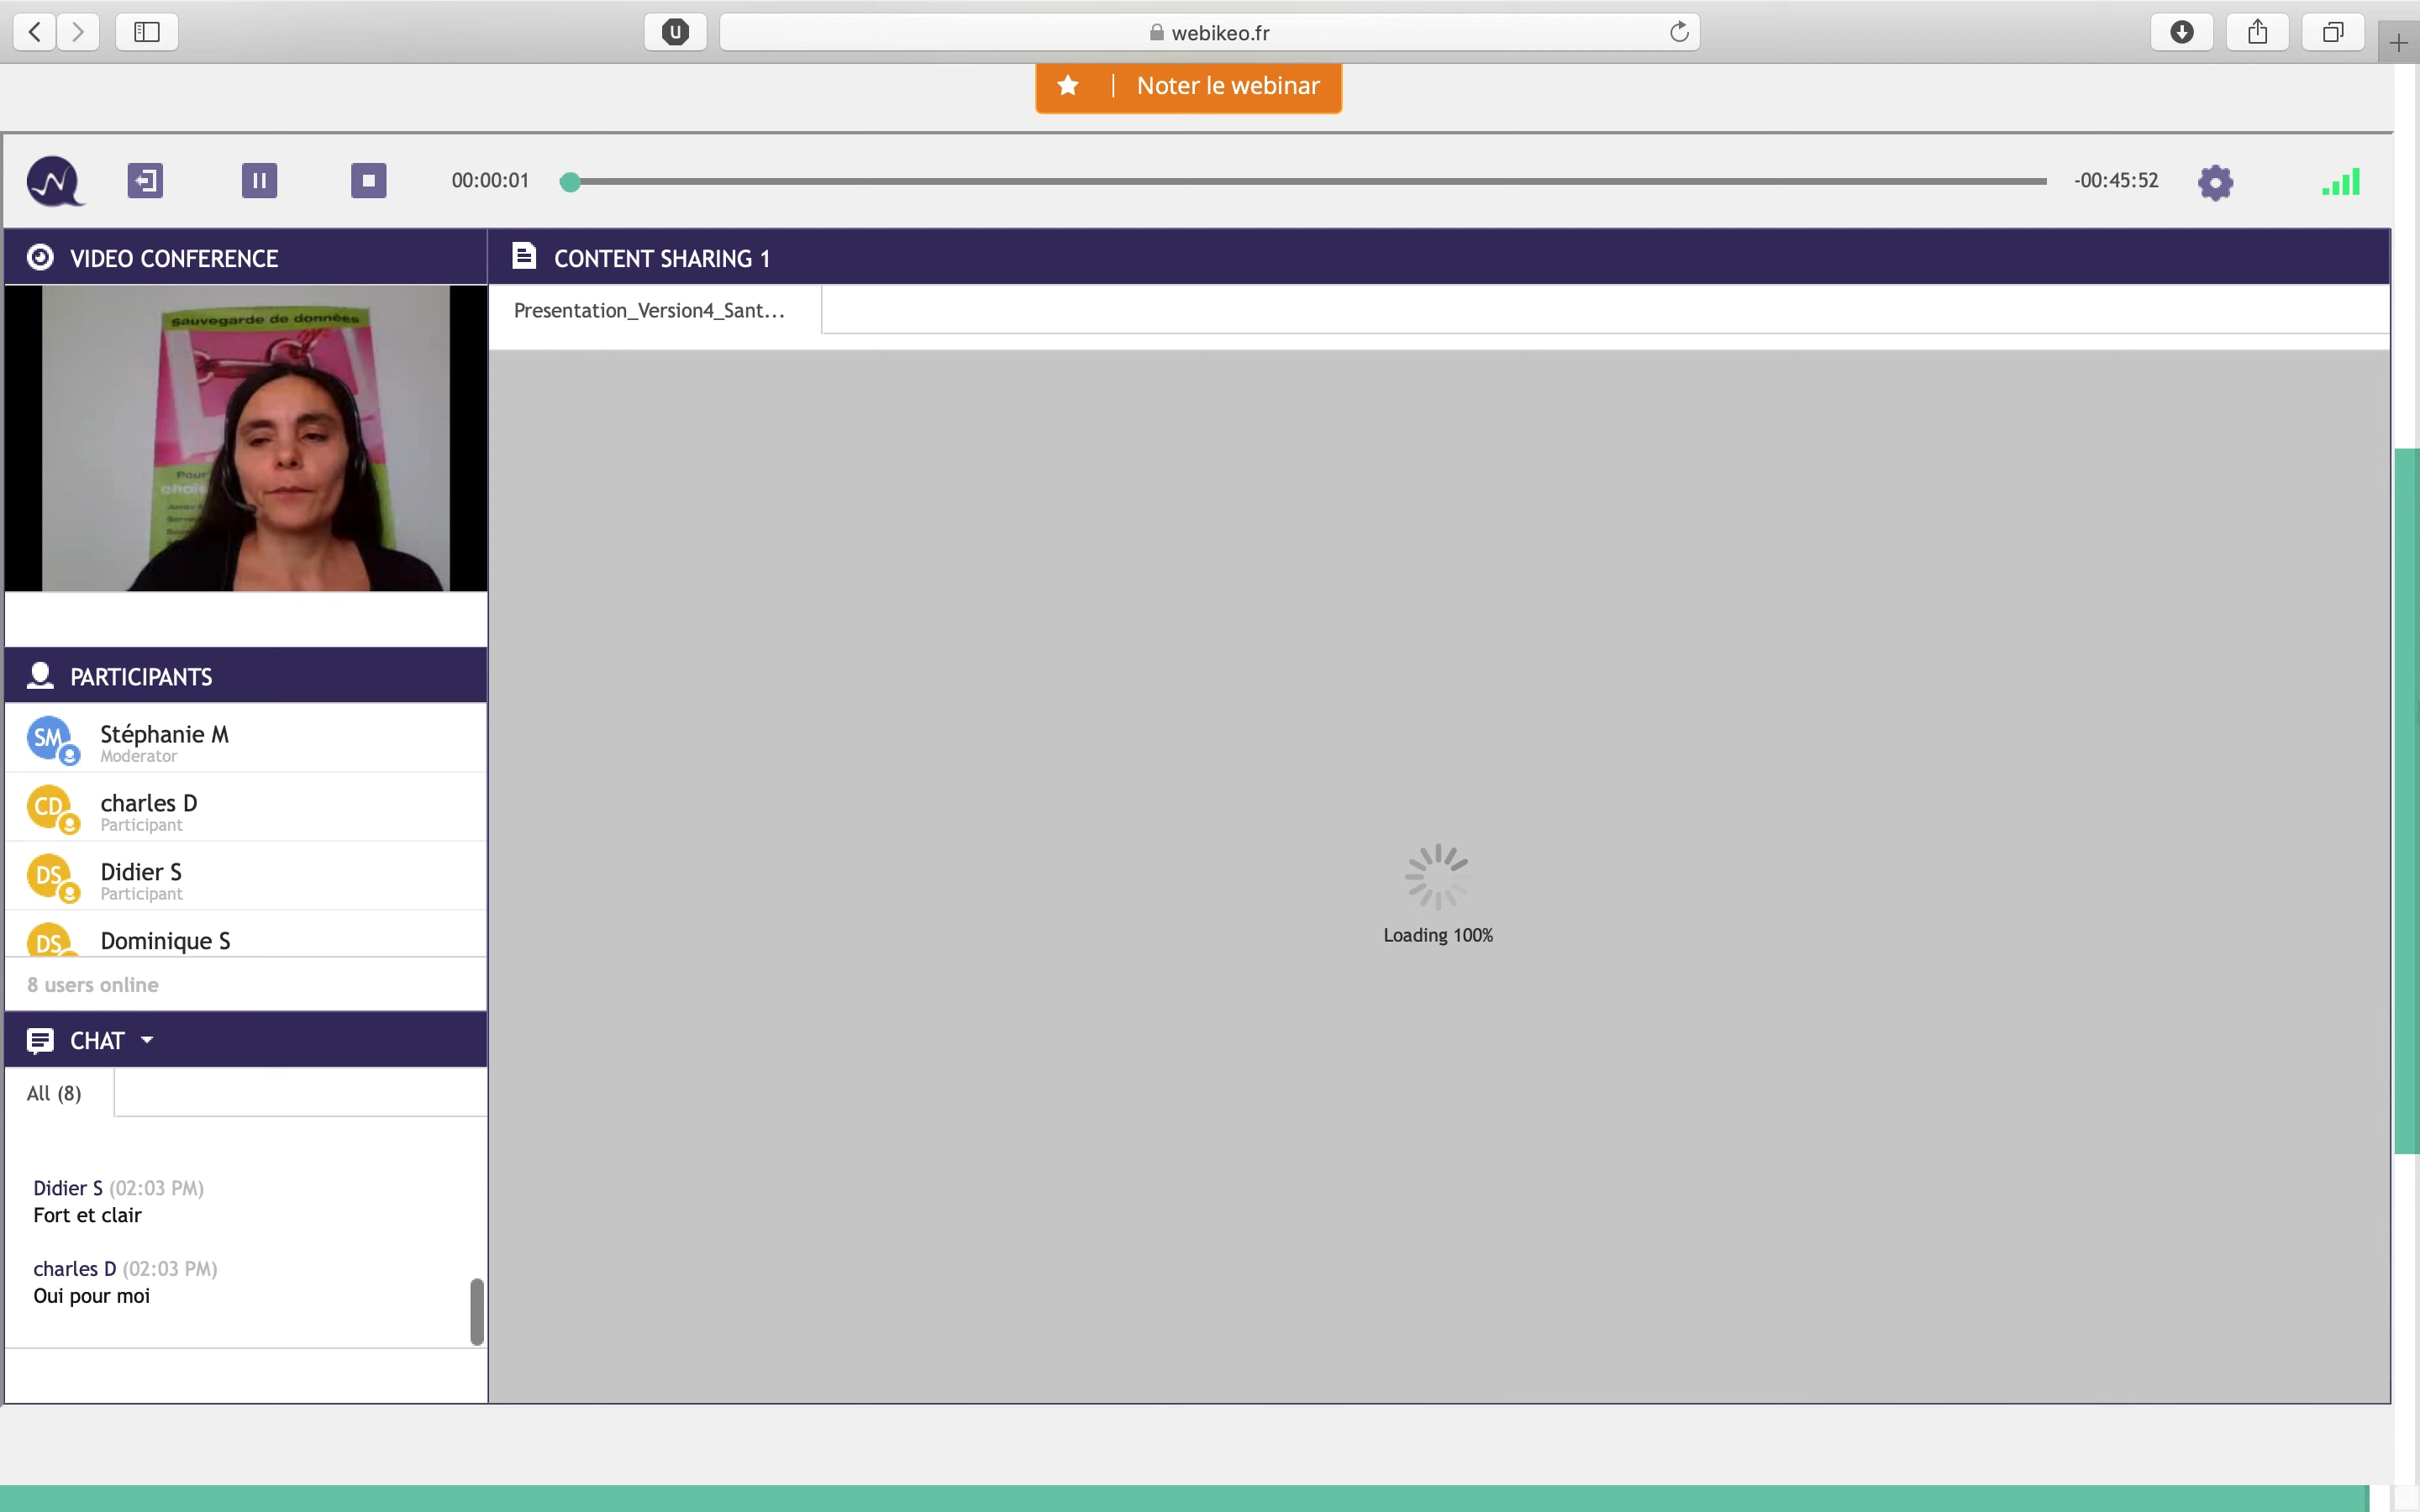 U
webikeo.fr
Noter le webinar
00:00:01
-00:45:52
VIDEO CONFERENCE
CONTENT SHARING 1
Presentation_Version4_Sant...
sauvegarde de données
Pour
SM
Stéphanie M
Moderator
CD
charles D
Participant
DS
Didier S
Participant
DS
Dominique S
8 users online
CHAT
PARTICIPANTS
All (8)
Didier S (02:03 PM)
Fort et clair
charles D (02:03 PM)
Oui pour moi
Loading 100%